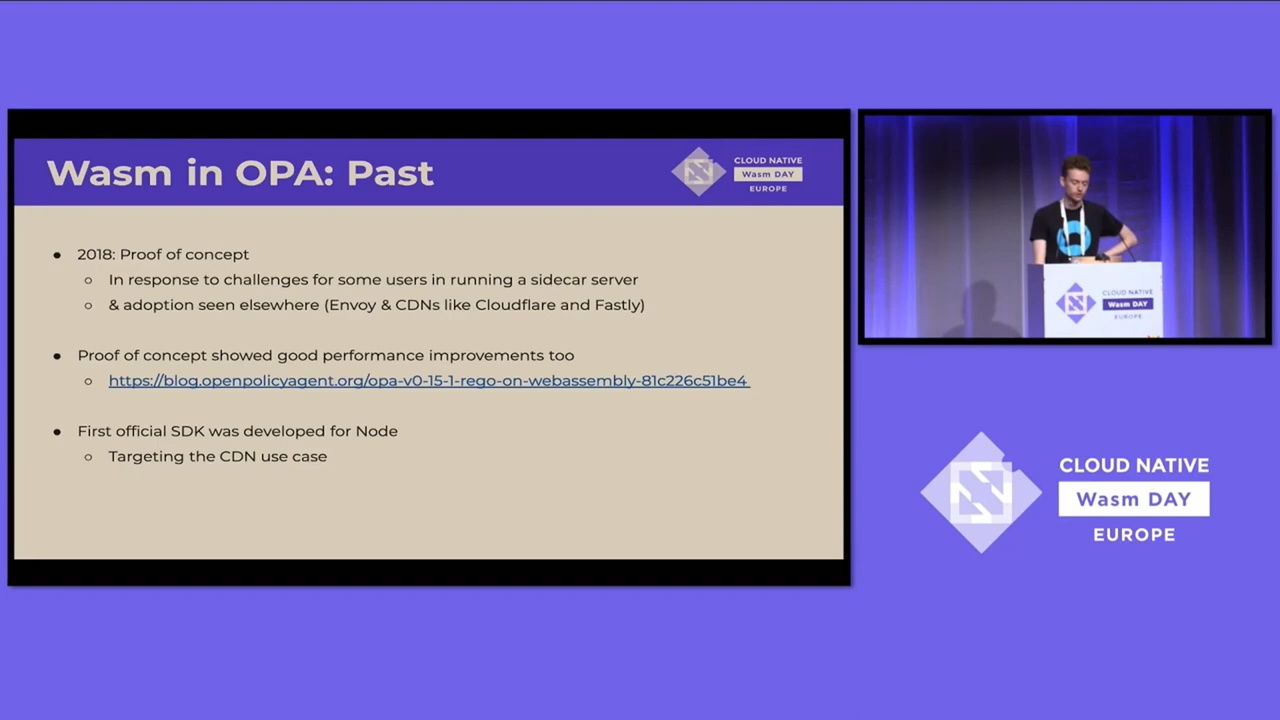 Wasm in OPA: Past
CLOUD NATIVE
Wasm DAY
EUROPE
● 2018: Proof of concept
○ In response to challenges for some users in running a sidecar server
○ & adoption seen elsewhere (Envoy & CDNs like Cloudflare and Fastly)
● Proof of concept showed good performance improvements too
○ https://blog.openpolicyagent.org/opa-v0-15-1-rego-on-webassembly-81c226c51be4
● First official SDK was developed for Node
○ Targeting the CDN use case
CLOUD NATIVE
Wasm DAY
EUROPE
CLOUD NATIVE
Wasm DAY
EUROPE